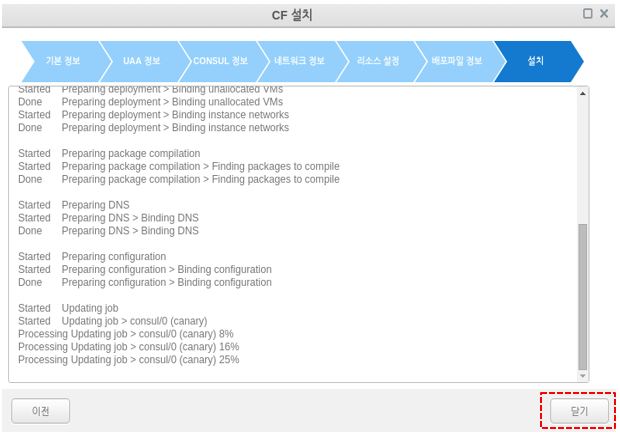 CF 설치
기본 정보
UAA 정보
CONSUL 정보
네트워크 정보
리소스 설정
배포파일 정보
설치
Started Preparing deployment > Binding unallocated VMs
Done Preparing deployment > Binding unallocated VMs
Started Preparing deployment > Binding instance networks
Done Preparing deployment > Binding instance networks
Started Preparing package compilation
Started Preparing package compilation > Finding packages to compile
Done Preparing package compilation > Finding packages to compile
Started Preparing DNS
Started Preparing DNS > Binding DNS
Done Preparing DNS > Binding DNS
Started Preparing configuration
Started Preparing configuration > Binding configuration
Done Preparing configuration > Binding configuration
Started Updating job
Started Updating job > consul/0 (canary)
Processing Updating job > consul/0 (canary) 8%
Processing Updating job > consul/0 (canary) 16%
Processing Updating job > consul/0 (canary) 25%
이전
닫기